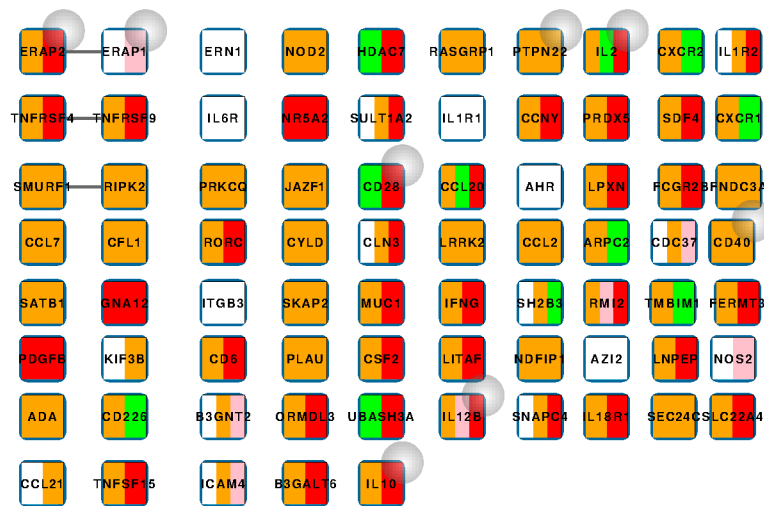 ERAP2 ERAP1 ERN1 NOD2 HDAC7 RASGRP1 PTPN22 IL2 CXCR2 IL1R2
TNFRSF4 TNFRSF9 IL6R NR5A2 SULT1A2 IL1R1 CCNY PRDX5 SDF4 CXCR1
SMURF1 RIPK2 PRKCQ JAZF1 CD28 CCL20 AHR LPXN FCGR2B FNDC3A
CCL7 CFL1 RORC CYLD CLN3 LRRK2 CCL2 ARPC2 CDC37 CD40
SATB1 GNA12 ITGB3 SKAP2 MUC1 IFNG SH2B3 RMI2 TMBIM1 FERMT3
PDGFB KIF3B CD6 PLAU CSF2 LITAF NDFIP1 AZI2 LNPEP NOS2
ADA CD226 B3GNT2 ORMDL3 UBASH3A IL12B SNAPC4 IL18R1 SEC24C SLC22A4
CCL21 TNFSF15 ICAM4 B3GALT6 IL10